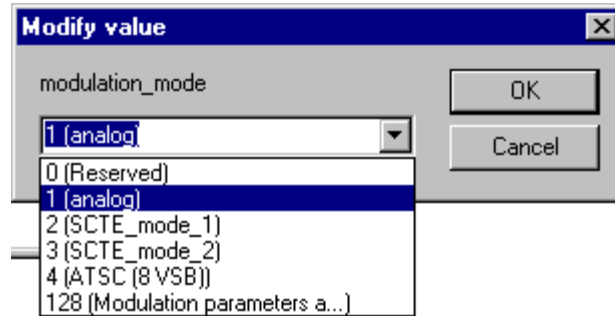 Modify value
modulation_mode
OK
1 (analog)
Cancel
0 (Reserved)
1 (analog)
2 (SCTE_mode_1)
3 (SCTE_mode_2)
4 (ATSC (8 VSB))
128 (Modulation parameters a...)